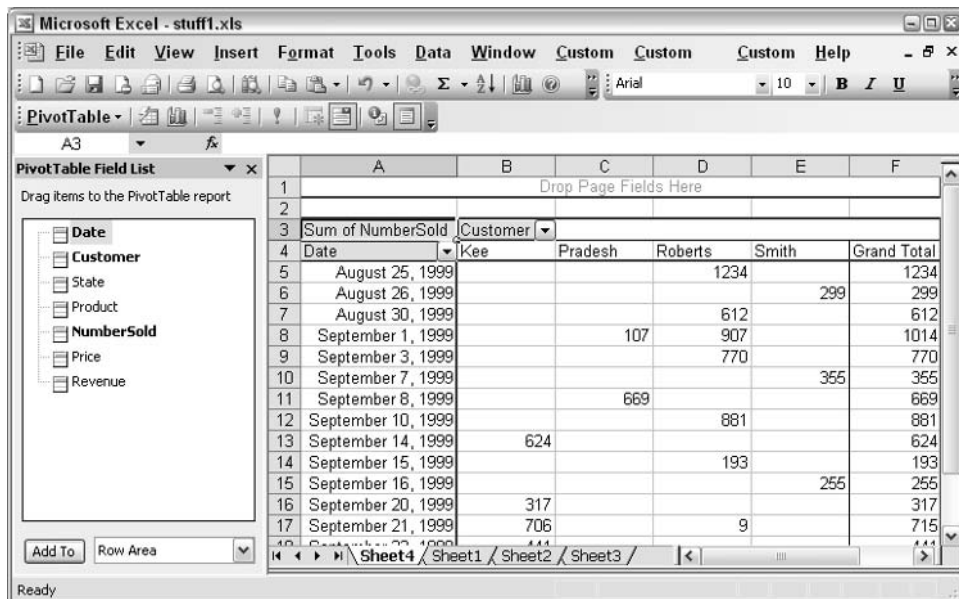 Microsoft Excel - stuff1.xls
File Edit View Insert Format Tools Data Window Custom Custom Custom Help
Arial 10 B I U
PivotTable
A3 fx
PivotTable Field List
Drag items to the PivotTable report
Date
Customer
State
Product
NumberSold
Price
Revenue
Add To Row Area
A B C D E F
1 Drop Page Fields Here
2
3 Sum of NumberSold Customer
4 Date Kee Pradesh Roberts Smith Grand Total
5 August 25, 1999 1234 1234
6 August 26, 1999 299 299
7 August 30, 1999 612 612
8 September 1, 1999 107 907 1014
9 September 3, 1999 770 770
10 September 7, 1999 355 355
11 September 8, 1999 669 669
12 September 10, 1999 881 881
13 September 14, 1999 624 624
14 September 15, 1999 193 193
15 September 16, 1999 255 255
16 September 20, 1999 317 317
17 September 21, 1999 706 9 715
Sheet4 Sheet1 Sheet2 Sheet3
Ready